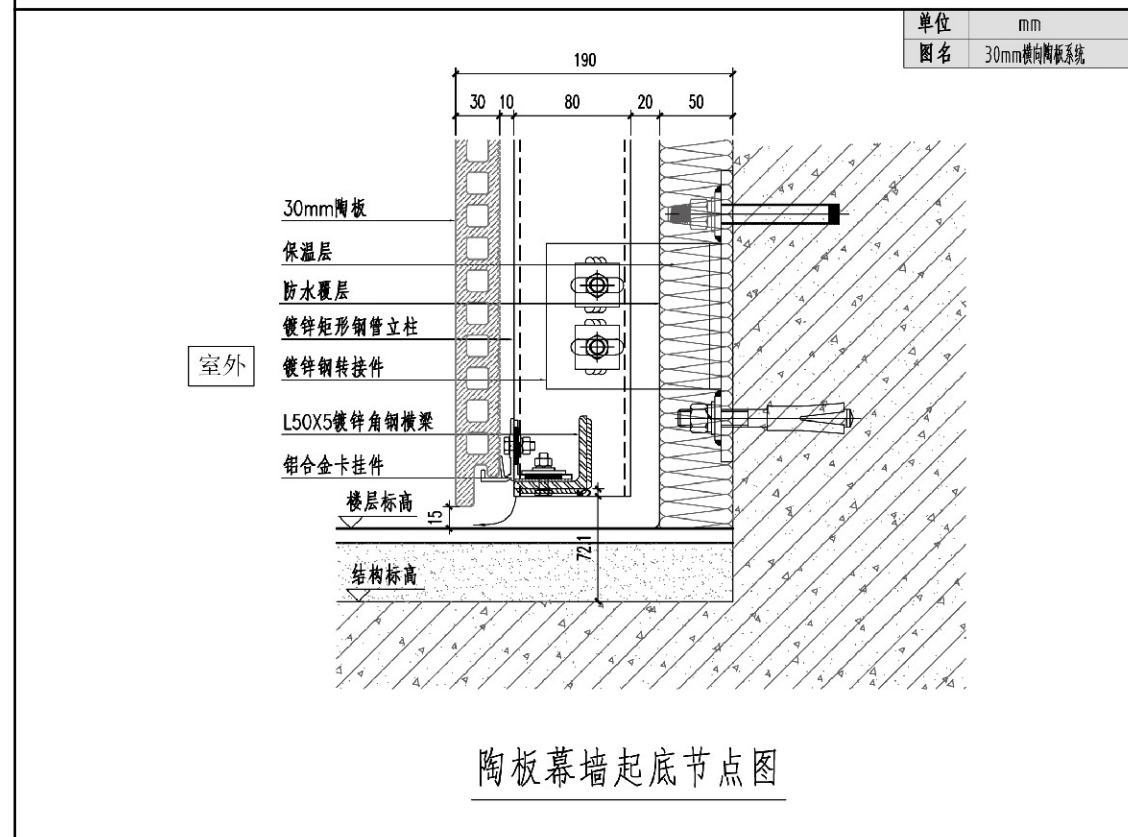 单位 mm
图名 30mm横向陶板系统
190
30 10 80 20 50
30mm陶板
保温层
防水覆层
镀锌矩形钢管立柱
镀锌钢转接件
室外
L50X5镀锌角钢横梁
铝合金卡挂件
楼层标高
15
72.1
结构标高
陶板幕墙起底节点图